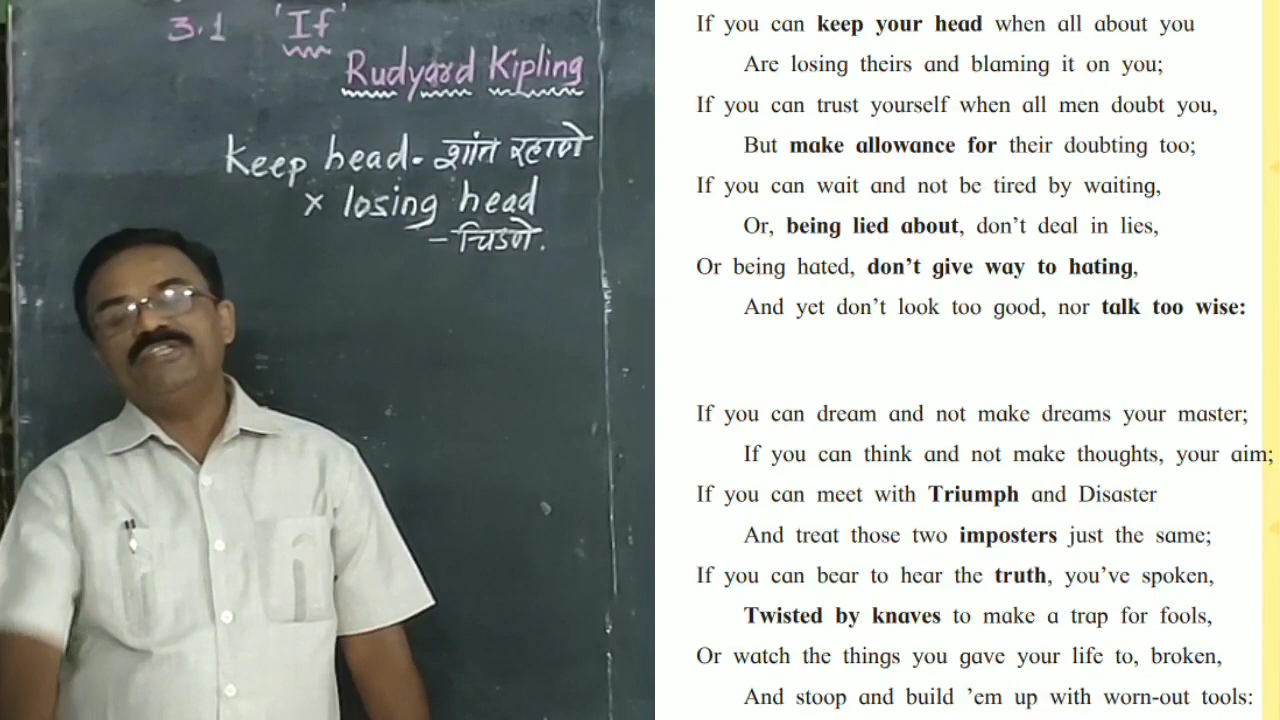 3.1 'If'
Rudyard Kipling
Keep head - शांत रहाणे
× losing head
- चिडणे.
If you can keep your head when all about you
Are losing theirs and blaming it on you;
If you can trust yourself when all men doubt you,
But make allowance for their doubting too;
If you can wait and not be tired by waiting,
Or, being lied about, don't deal in lies,
Or being hated, don't give way to hating,
And yet don't look too good, nor talk too wise:
If you can dream and not make dreams your master;
If you can think and not make thoughts, your aim;
If you can meet with Triumph and Disaster
And treat those two imposters just the same;
If you can bear to hear the truth, you've spoken,
Twisted by knaves to make a trap for fools,
Or watch the things you gave your life to, broken,
And stoop and build 'em up with worn-out tools: